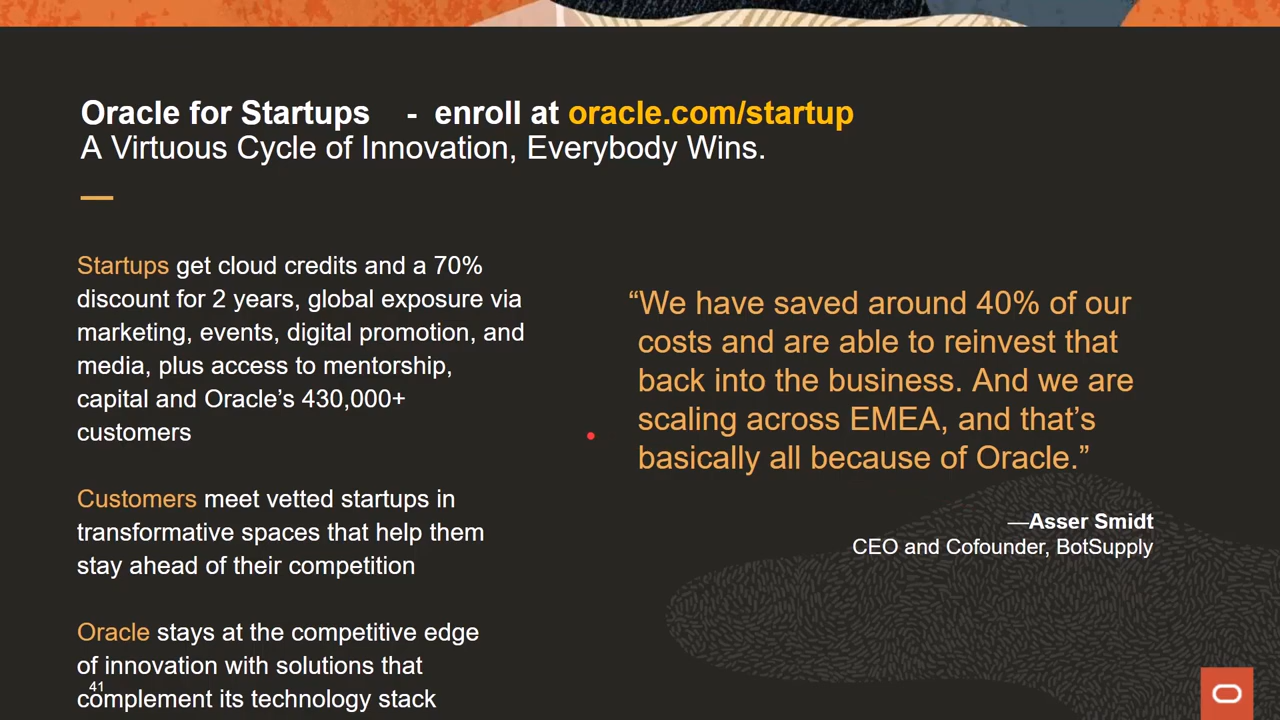 Oracle for Startups - enroll at oracle.com/startup
A Virtuous Cycle of Innovation, Everybody Wins.
Startups get cloud credits and a 70%
discount for 2 years, global exposure via
marketing, events, digital promotion, and
media, plus access to mentorship,
capital and Oracle’s 430,000+
customers
Customers meet vetted startups in
transformative spaces that help them
stay ahead of their competition
Oracle stays at the competitive edge
of innovation with solutions that
complement its technology stack
41
“We have saved around 40% of our
costs and are able to reinvest that
back into the business. And we are
scaling across EMEA, and that’s
basically all because of Oracle.”
—Asser Smidt
CEO and Cofounder, BotSupply